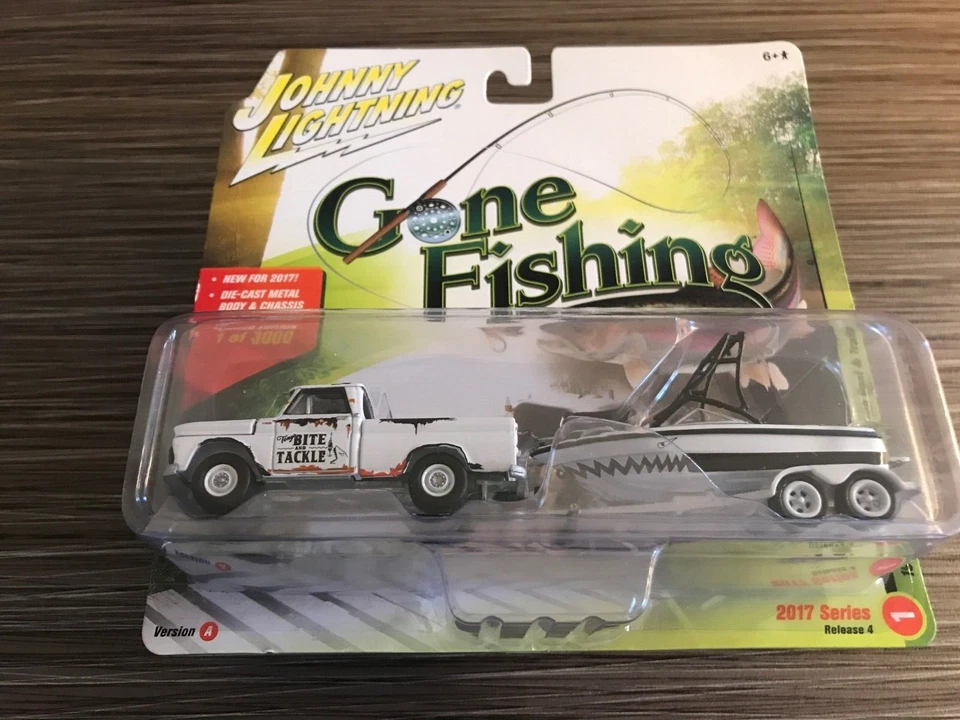 JOHNNY
LIGHTNING
6+
Gone
Fishing
• NEW FOR 2017!
• DIE-CAST METAL
BODY & CHASSIS
1 of 3000
BITE
AND
TACKLE
Version A
2017 Series
Release 4
1